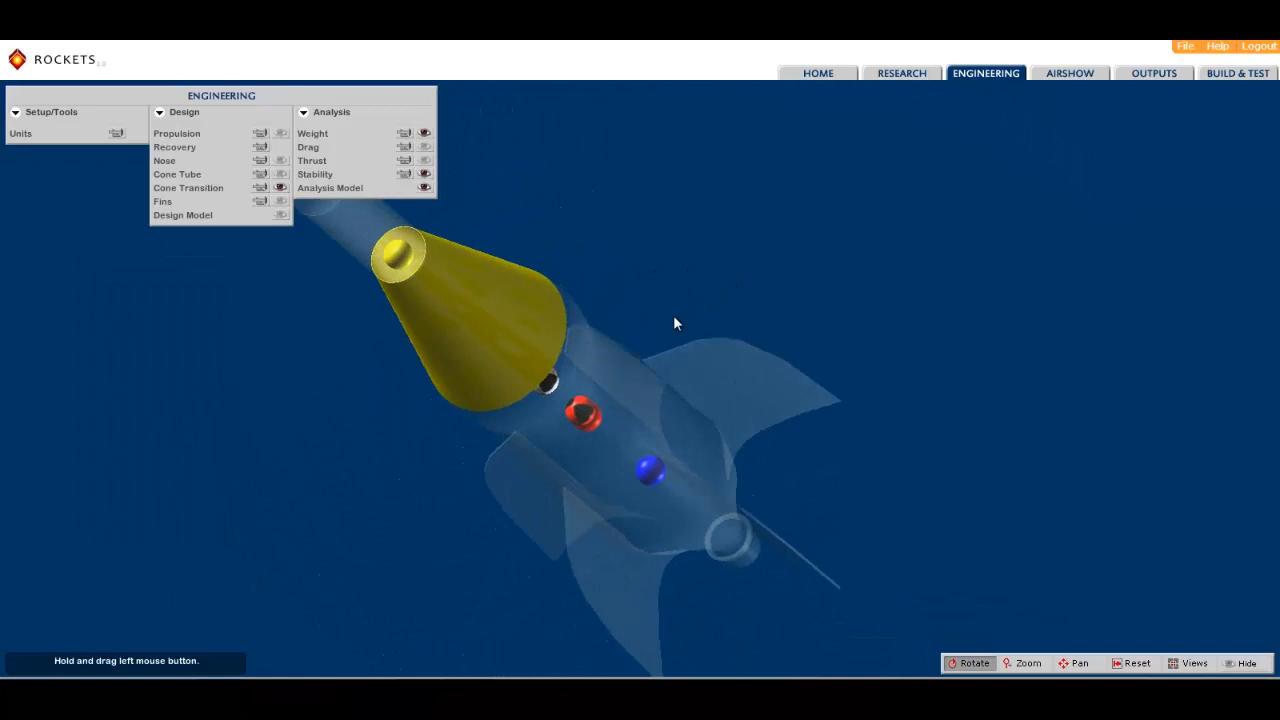 File Help Logout
ROCKETS 2.0
HOME RESEARCH ENGINEERING AIRSHOW OUTPUTS BUILD & TEST
ENGINEERING
Setup/Tools Design Analysis
Units Propulsion Weight
Recovery Drag
Nose Thrust
Cone Tube Stability
Cone Transition Analysis Model
Fins
Design Model
Hold and drag left mouse button.
Rotate Zoom Pan Reset Views Hide